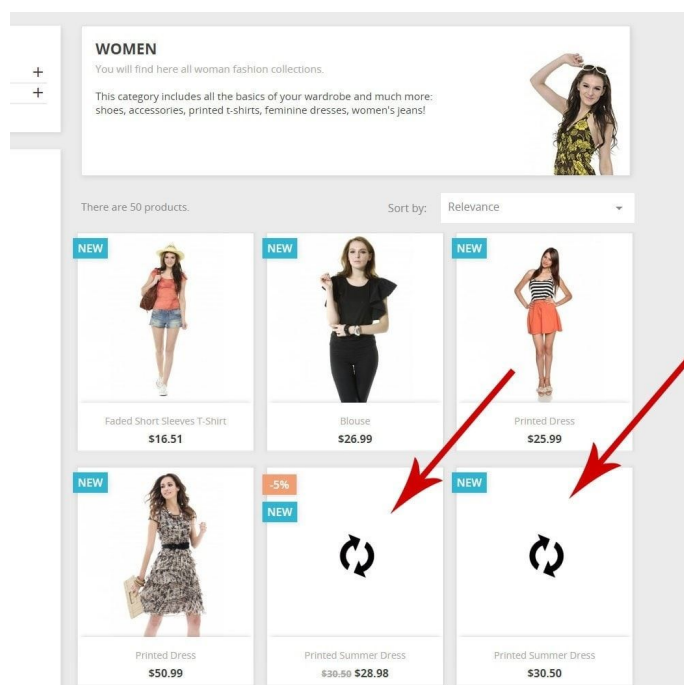 WOMEN
You will find here all woman fashion collections.
This category includes all the basics of your wardrobe and much more:
shoes, accessories, printed t-shirts, feminine dresses, women's jeans!
There are 50 products.
Sort by:
Relevance
NEW
NEW
NEW
Faded Short Sleeves T-Shirt
$16.51
Blouse
$26.99
Printed Dress
$25.99
NEW
-5%
NEW
NEW
Printed Dress
$50.99
Printed Summer Dress
$30.50 $28.98
Printed Summer Dress
$30.50